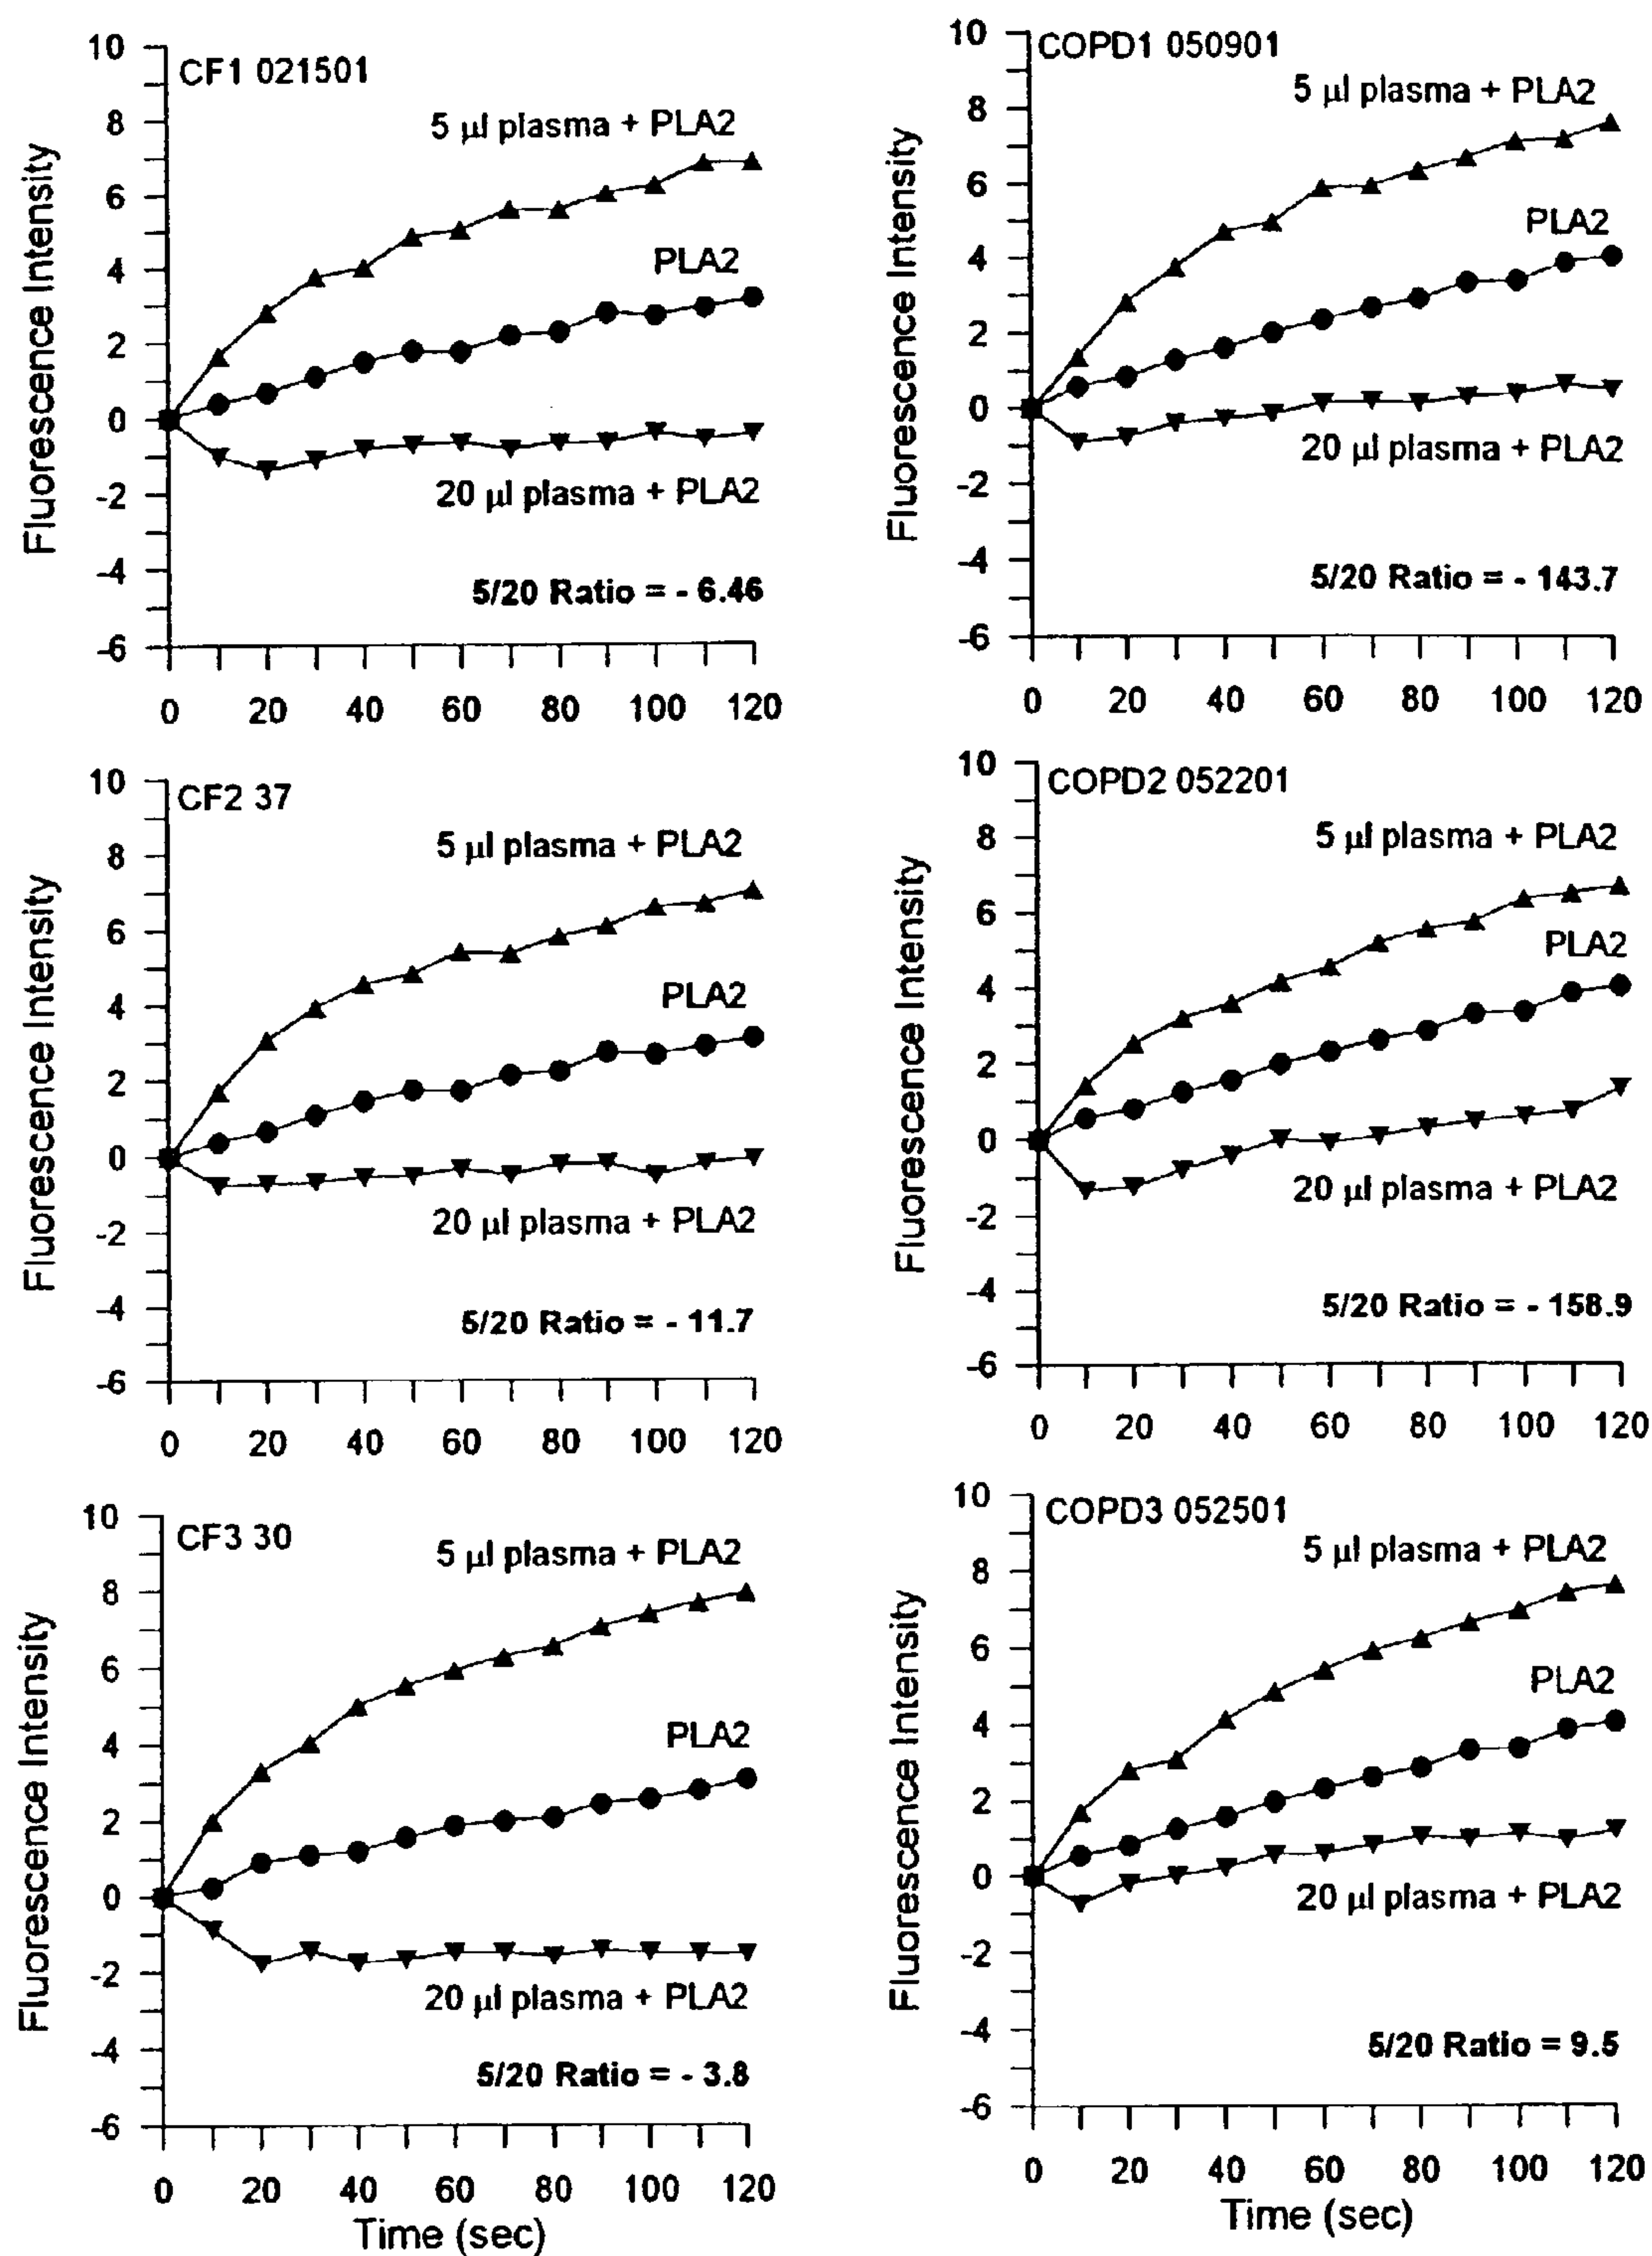 CF1 021501
5 µl plasma + PLA2
PLA2
20 µl plasma + PLA2
5/20 Ratio = - 6.46
Fluorescence Intensity
10
8
6
4
2
0
-2
-4
-6
0 20 40 60 80 100 120
COPD1 050901
5 µl plasma + PLA2
PLA2
20 µl plasma + PLA2
5/20 Ratio = - 143.7
Fluorescence Intensity
10
8
6
4
2
0
-2
-4
-6
0 20 40 60 80 100 120
CF2 37
5 µl plasma + PLA2
PLA2
20 µl plasma + PLA2
5/20 Ratio = - 11.7
Fluorescence Intensity
10
8
6
4
2
0
-2
-4
-6
0 20 40 60 80 100 120
COPD2 052201
5 µl plasma + PLA2
PLA2
20 µl plasma + PLA2
5/20 Ratio = - 158.9
Fluorescence Intensity
10
8
6
4
2
0
-2
-4
-6
0 20 40 60 80 100 120
CF3 30
5 µl plasma + PLA2
PLA2
20 µl plasma + PLA2
5/20 Ratio = - 3.8
Fluorescence Intensity
10
8
6
4
2
0
-2
-4
-6
0 20 40 60 80 100 120
Time (sec)
COPD3 052501
5 µl plasma + PLA2
PLA2
20 µl plasma + PLA2
5/20 Ratio = 9.5
Fluorescence Intensity
10
8
6
4
2
0
-2
-4
-6
0 20 40 60 80 100 120
Time (sec)